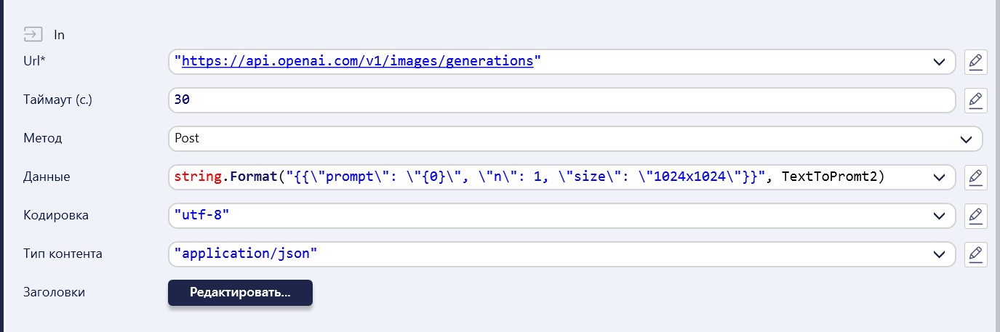 In
Url* "https://api.openai.com/v1/images/generations"
Таймаут (с.) 30
Метод Post
Данные string.Format("{{\"prompt\": \"{0}\", \"n\": 1, \"size\": \"1024x1024\"}}", TextToPromt2)
Кодировка "utf-8"
Тип контента "application/json"
Заголовки Редактировать...